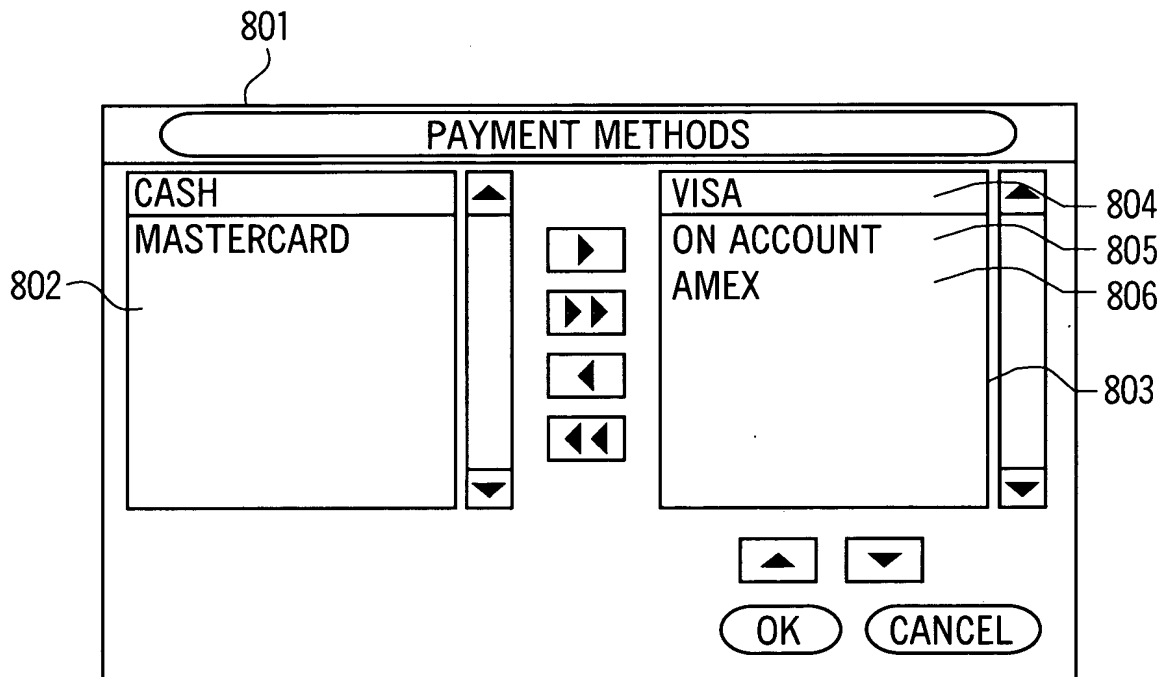 801
PAYMENT METHODS
CASH
MASTERCARD
802
VISA
ON ACCOUNT
AMEX
804
805
806
803
OK
CANCEL